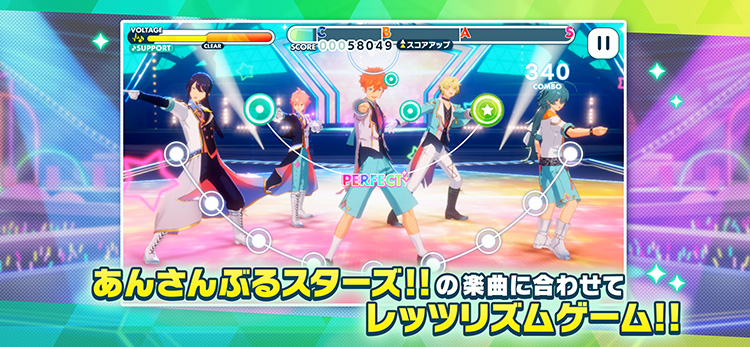 VOLTAGE
♪SUPPORT
CLEAR
C B A S
SCORE 00058049 スコアアップ
340
COMBO
PERFECT
あんさんぶるスターズ!!の楽曲に合わせて
レッツリズムゲーム!!